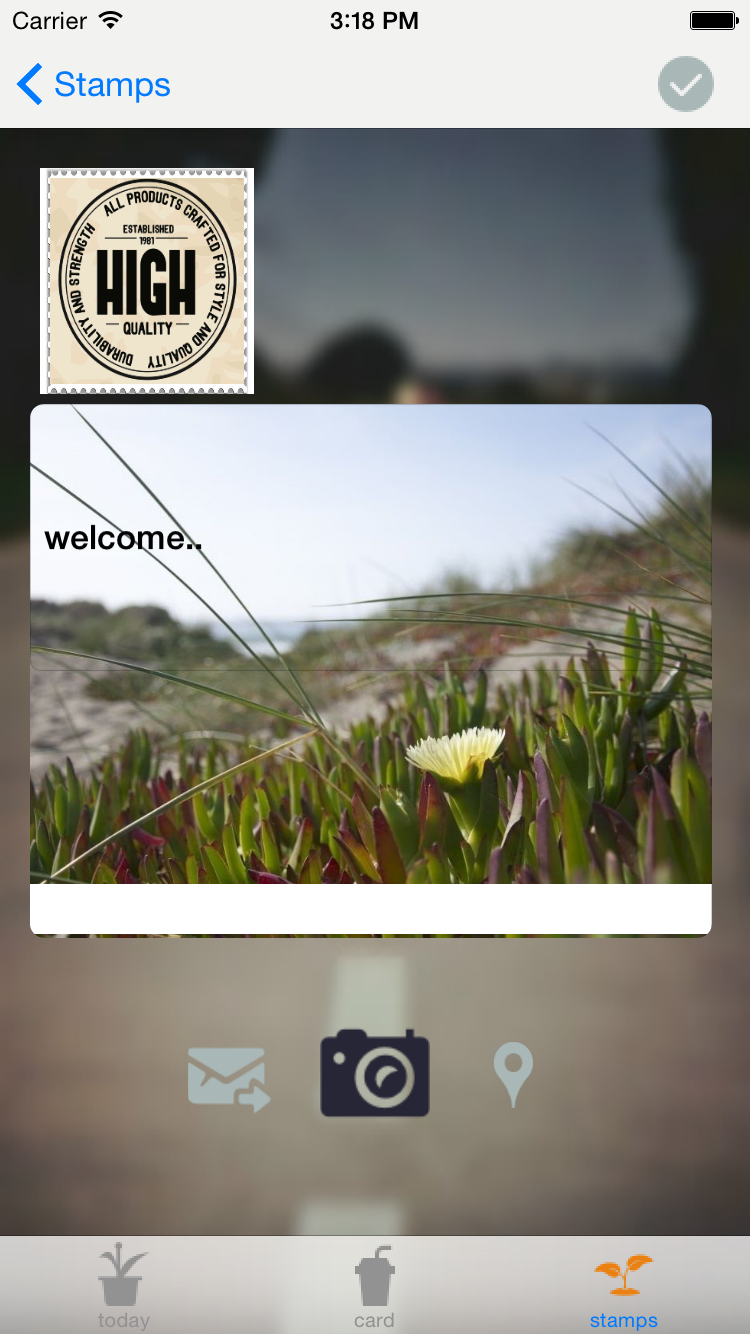 Carrier 3:18 PM
Stamps
ALL PRODUCTS CRAFTED FOR STYLE AND QUALITY
DURABILITY AND STRENGTH
ESTABLISHED
1981
HIGH
QUALITY
welcome..
today card stamps